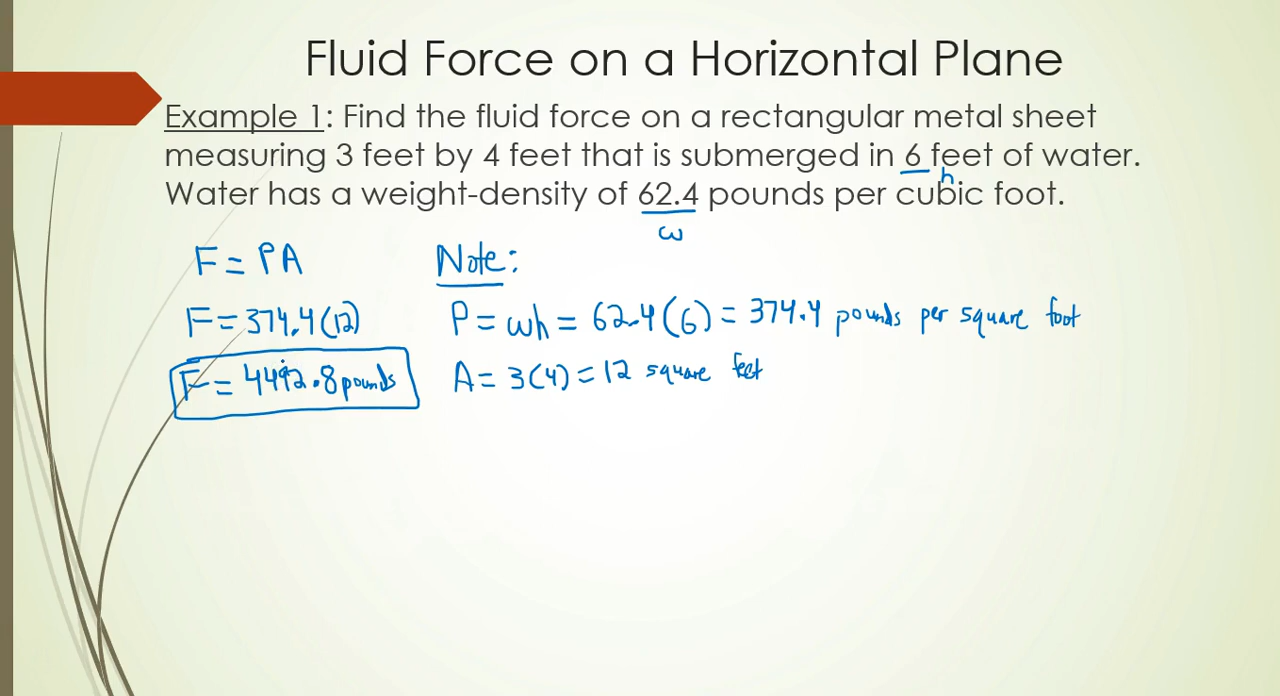 Fluid Force on a Horizontal Plane
Example 1: Find the fluid force on a rectangular metal sheet
measuring 3 feet by 4 feet that is submerged in 6 feet of water.
h
Water has a weight-density of 62.4 pounds per cubic foot.
w
F = PA
F = 374.4(12)
F = 4492.8 pounds
Note:
P = wh = 62.4(6) = 374.4 pounds per square foot
A = 3(4) = 12 square feet